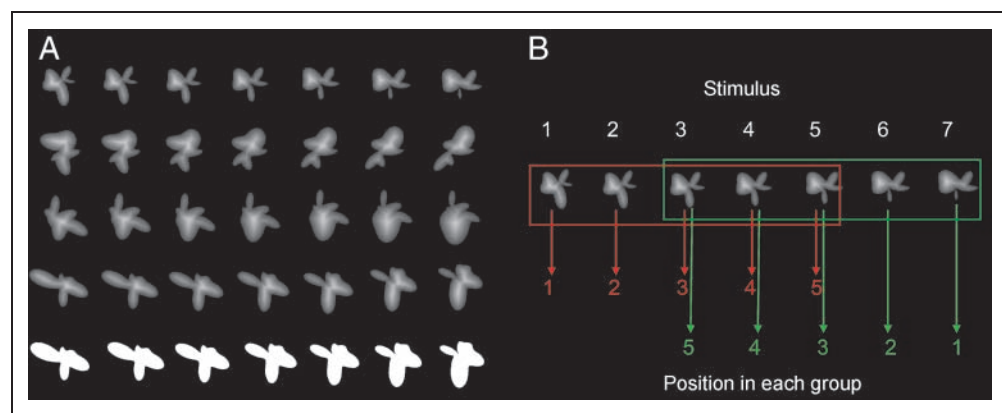 A
B
Stimulus
1 2 3 4 5 6 7
1 2 3 4 5
5 4 3 2 1
Position in each group